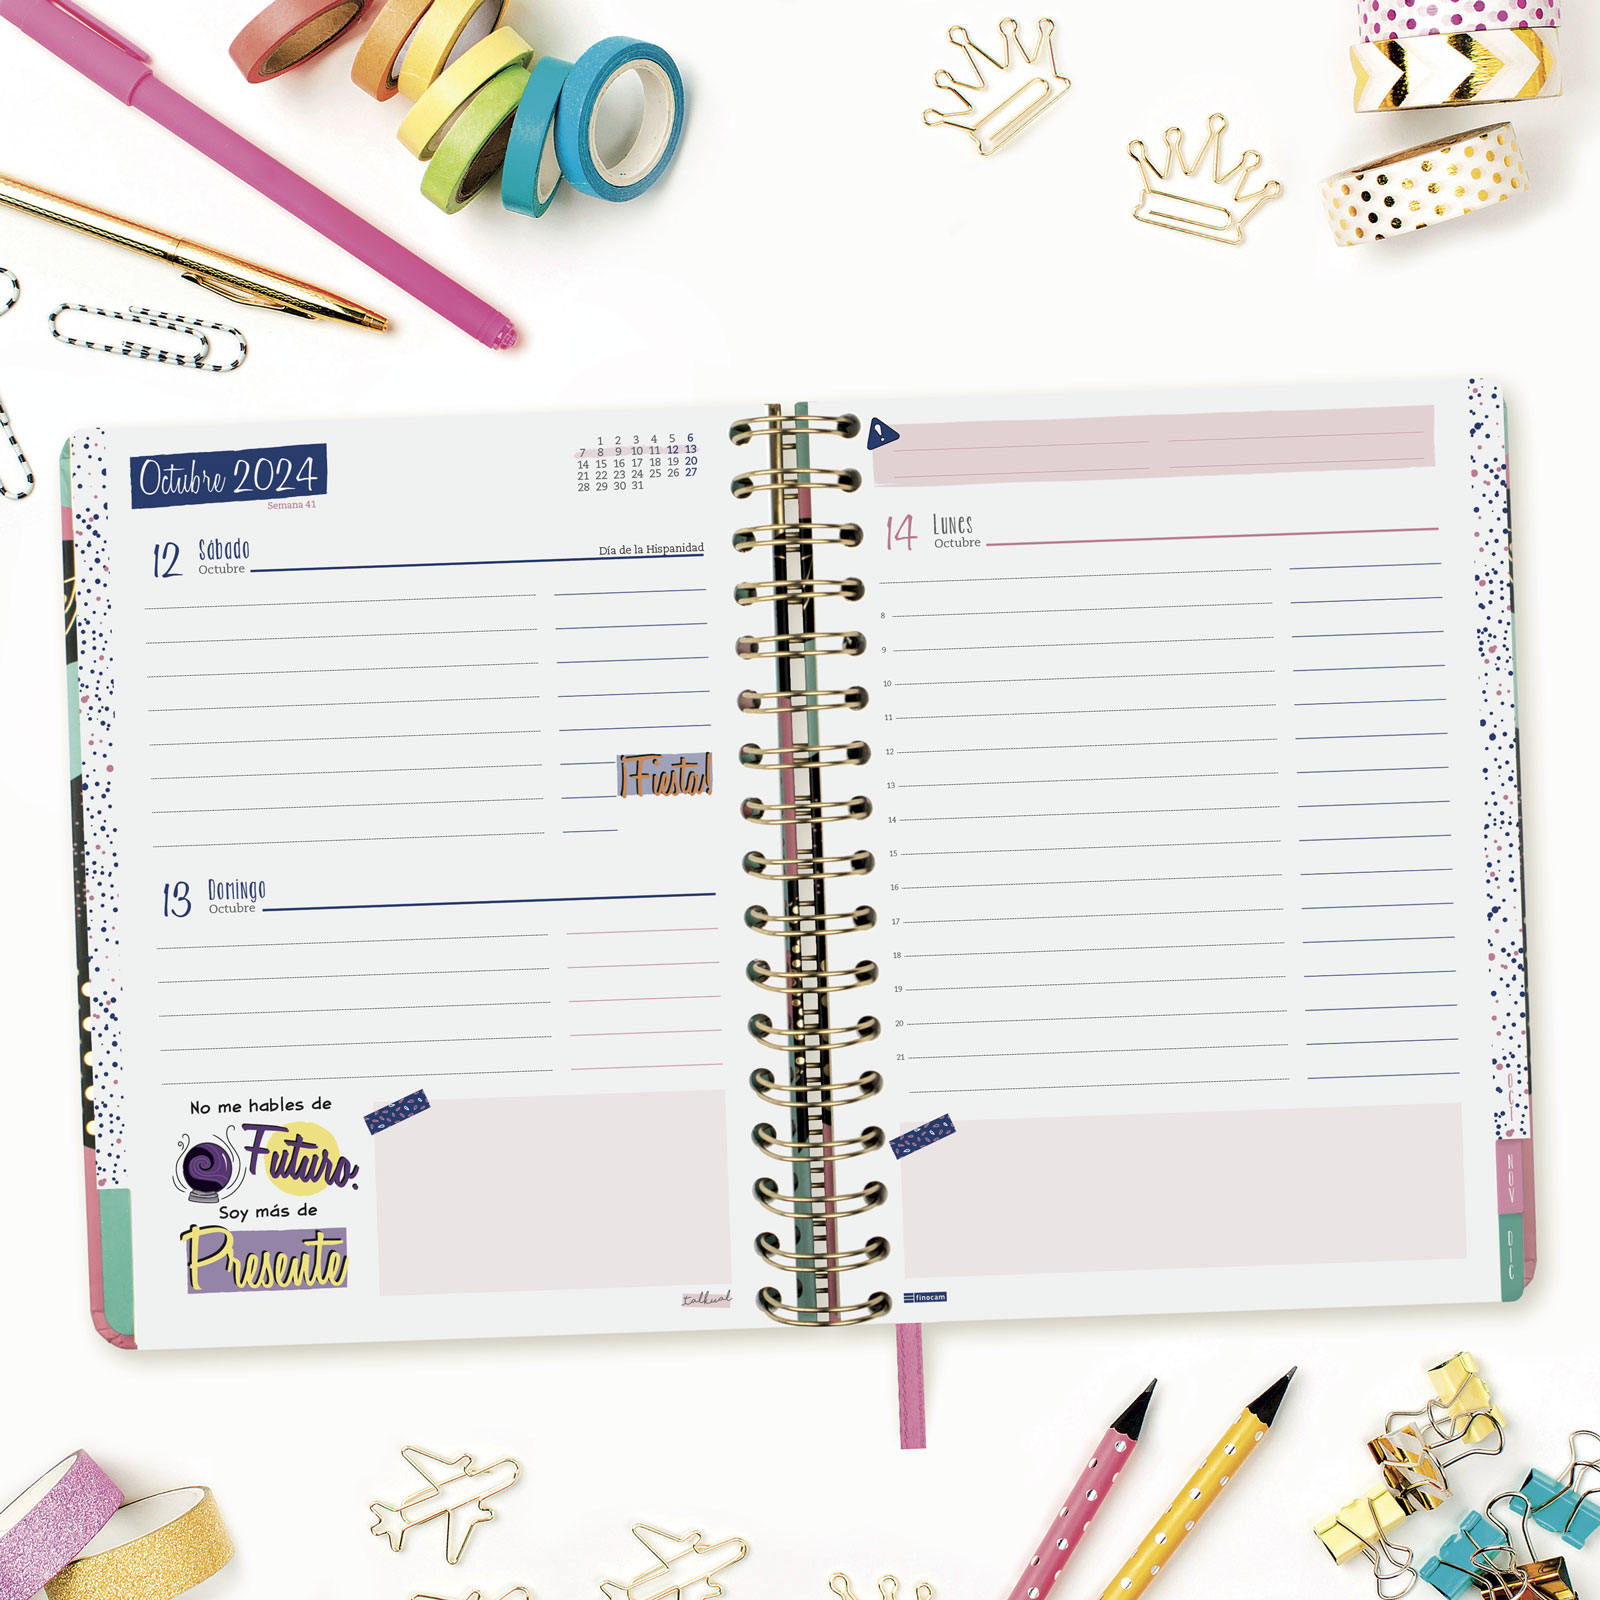 Octubre 2024
Semana 41
1 2 3 4 5 6
7 8 9 10 11 12 13
14 15 16 17 18 19 20
21 22 23 24 25 26 27
28 29 30 31
12 Sábado
Octubre
Día de la Hispanidad
¡Fiesta!
13 Domingo
Octubre
No me hables de
Futuro.
Soy más de
Presente
talkual
!
14 Lunes
Octubre
8
9
10
11
12
13
14
15
16
17
18
19
20
21
finocam
OCT
NOV
DIC